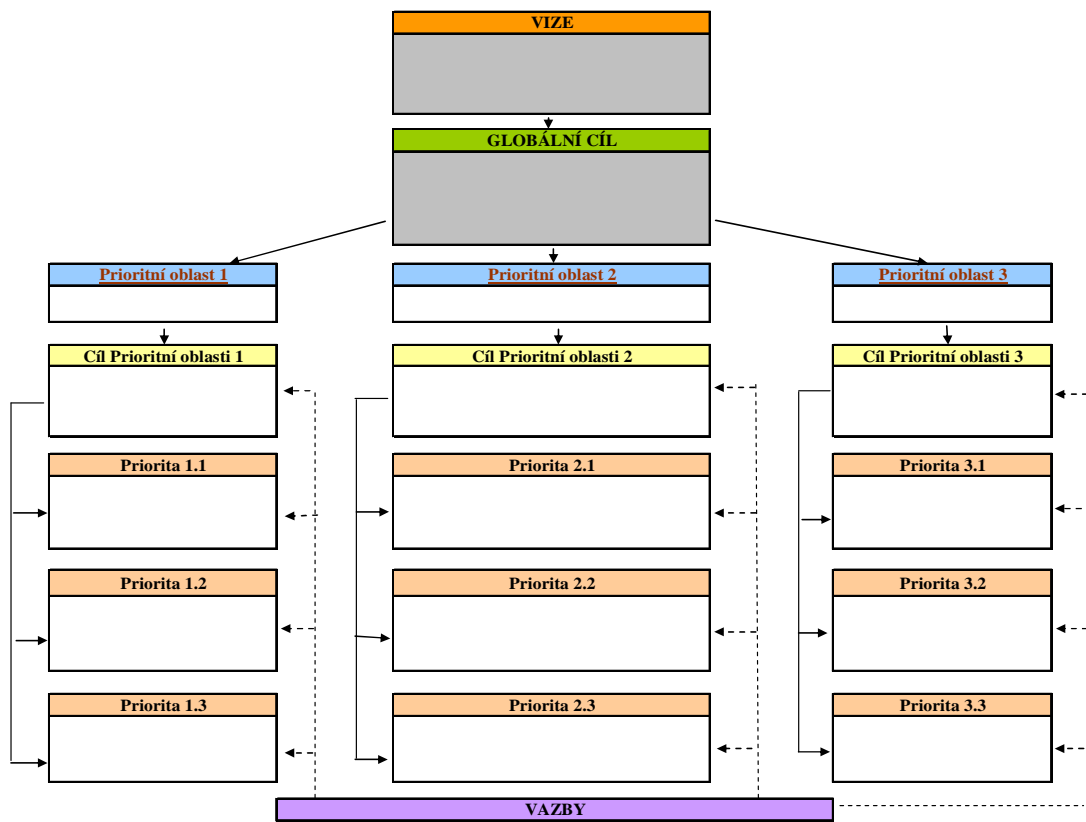 VIZE
GLOBÁLNÍ CÍL
Prioritní oblast 1
Prioritní oblast 2
Prioritní oblast 3
Cíl Prioritní oblasti 1
Cíl Prioritní oblasti 2
Cíl Prioritní oblasti 3
Priorita 1.1
Priorita 2.1
Priorita 3.1
Priorita 1.2
Priorita 2.2
Priorita 3.2
Priorita 1.3
Priorita 2.3
Priorita 3.3
VAZBY